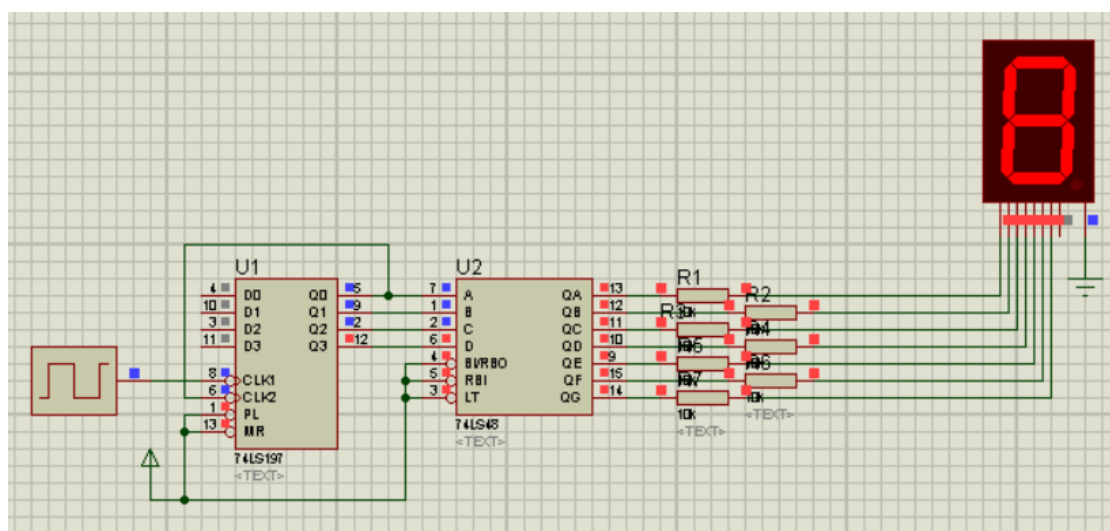 U1
4 D0 Q0 5
10 D1 Q1 9
3 D2 Q2 2
11 D3 Q3 12
8 CLK1
6 CLK2
1 PL
13 MR
74LS197
<TEXT>
U2
7 A QA 13
1 B QB 12
2 C QC 11
6 D QD 10
4 BI/RBO QE 9
5 RBI QF 15
3 LT QG 14
74LS48
<TEXT>
R1
R2
10k
<TEXT>
10k
<TEXT>